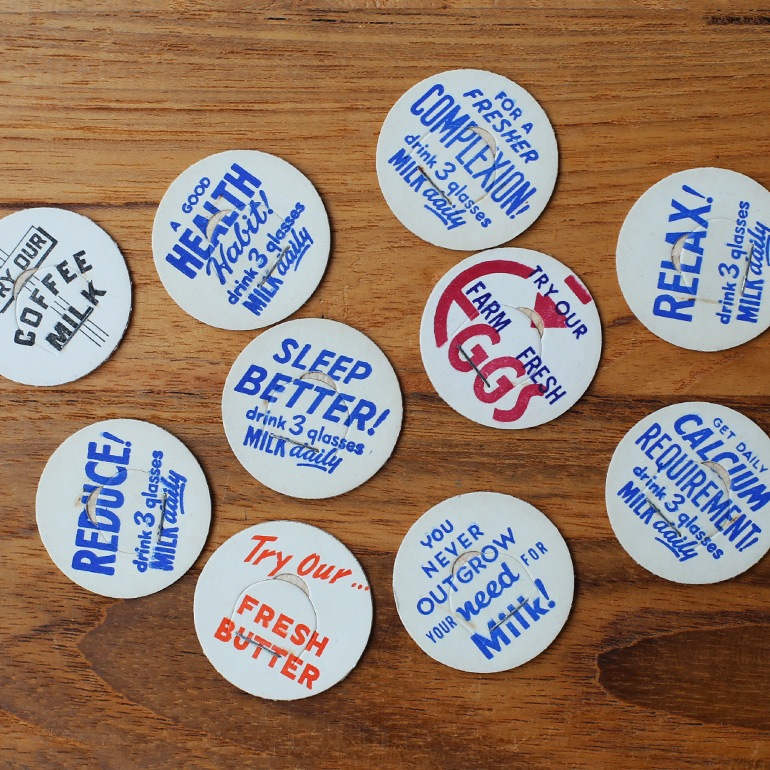 FOR A
FRESHER
COMPLEXION!
drink 3 glasses
MILK daily
A GOOD
HEALTH
Habit!
drink 3 glasses
MILK daily
RELAX!
drink 3 glasses
MILK daily
TRY OUR
COFFEE
MILK
TRY OUR
FARM FRESH
EGGS
SLEEP
BETTER!
drink 3 glasses
MILK daily
GET DAILY
CALCIUM
REQUIREMENT!
drink 3 glasses
MILK daily
REDUCE!
drink 3 glasses
MILK daily
Try Our...
FRESH
BUTTER
YOU
NEVER
OUTGROW
YOUR need FOR
Milk!